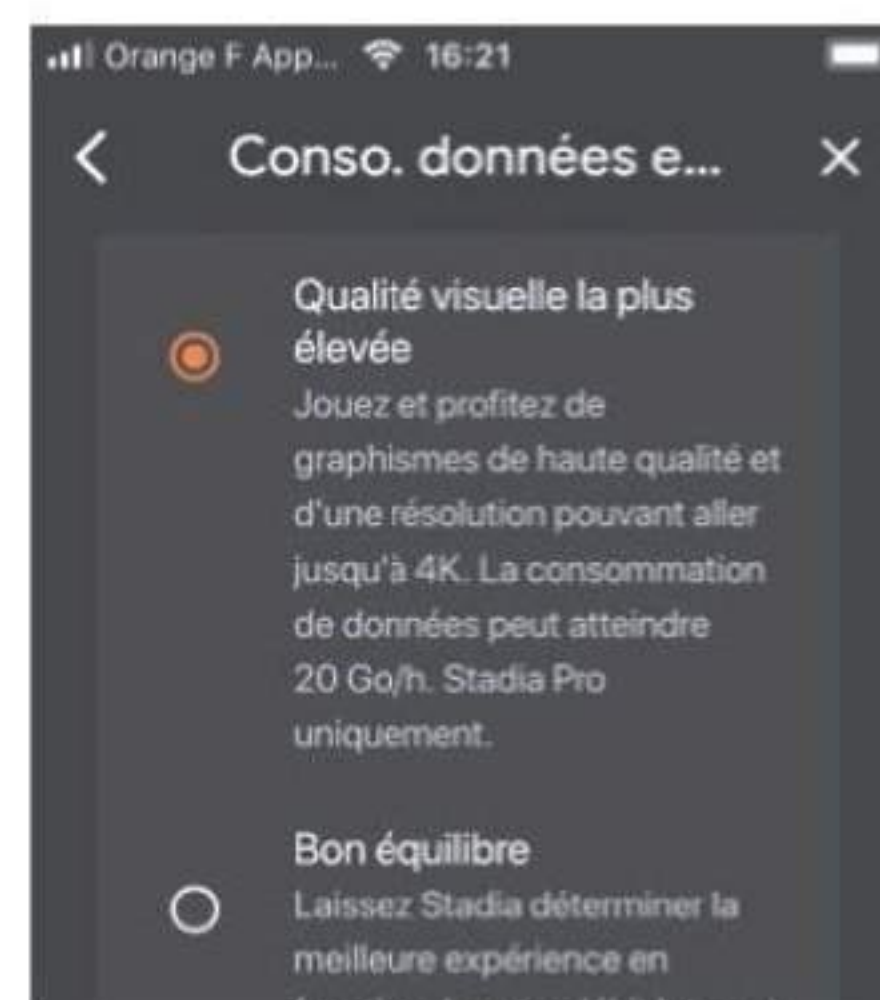 Orange F App... 16:21
Conso. données e...
Qualité visuelle la plus
élevée
Jouez et profitez de
graphismes de haute qualité et
d'une résolution pouvant aller
jusqu'à 4K. La consommation
de données peut atteindre
20 Go/h. Stadia Pro
uniquement.
Bon équilibre
Laissez Stadia déterminer la
meilleure expérience en